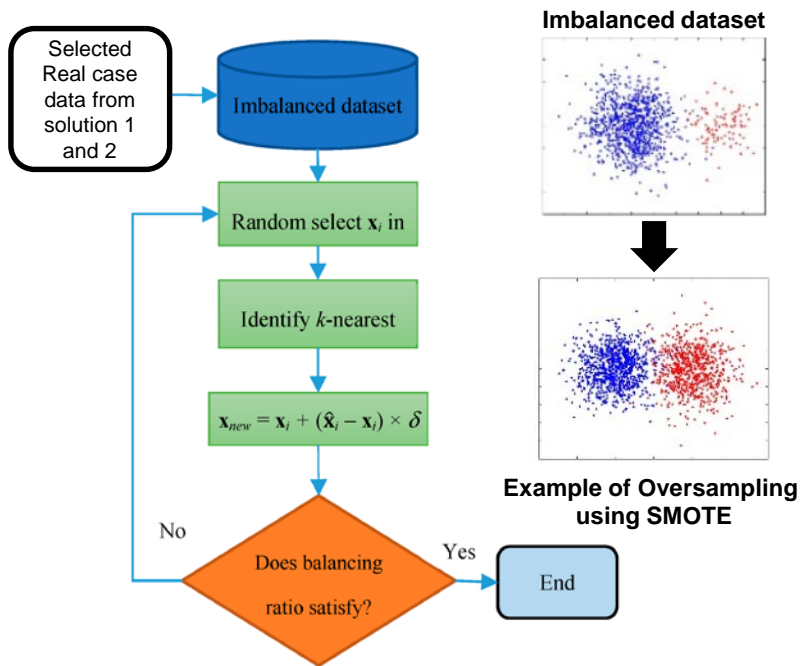 Selected
Real case
data from
solution 1
and 2
Imbalanced dataset
Random select xᵢ in
Identify k-nearest
x_new = xᵢ + (x̂ᵢ − xᵢ) × δ
Does balancing
ratio satisfy?
No
Yes
End
Imbalanced dataset
Example of Oversampling
using SMOTE